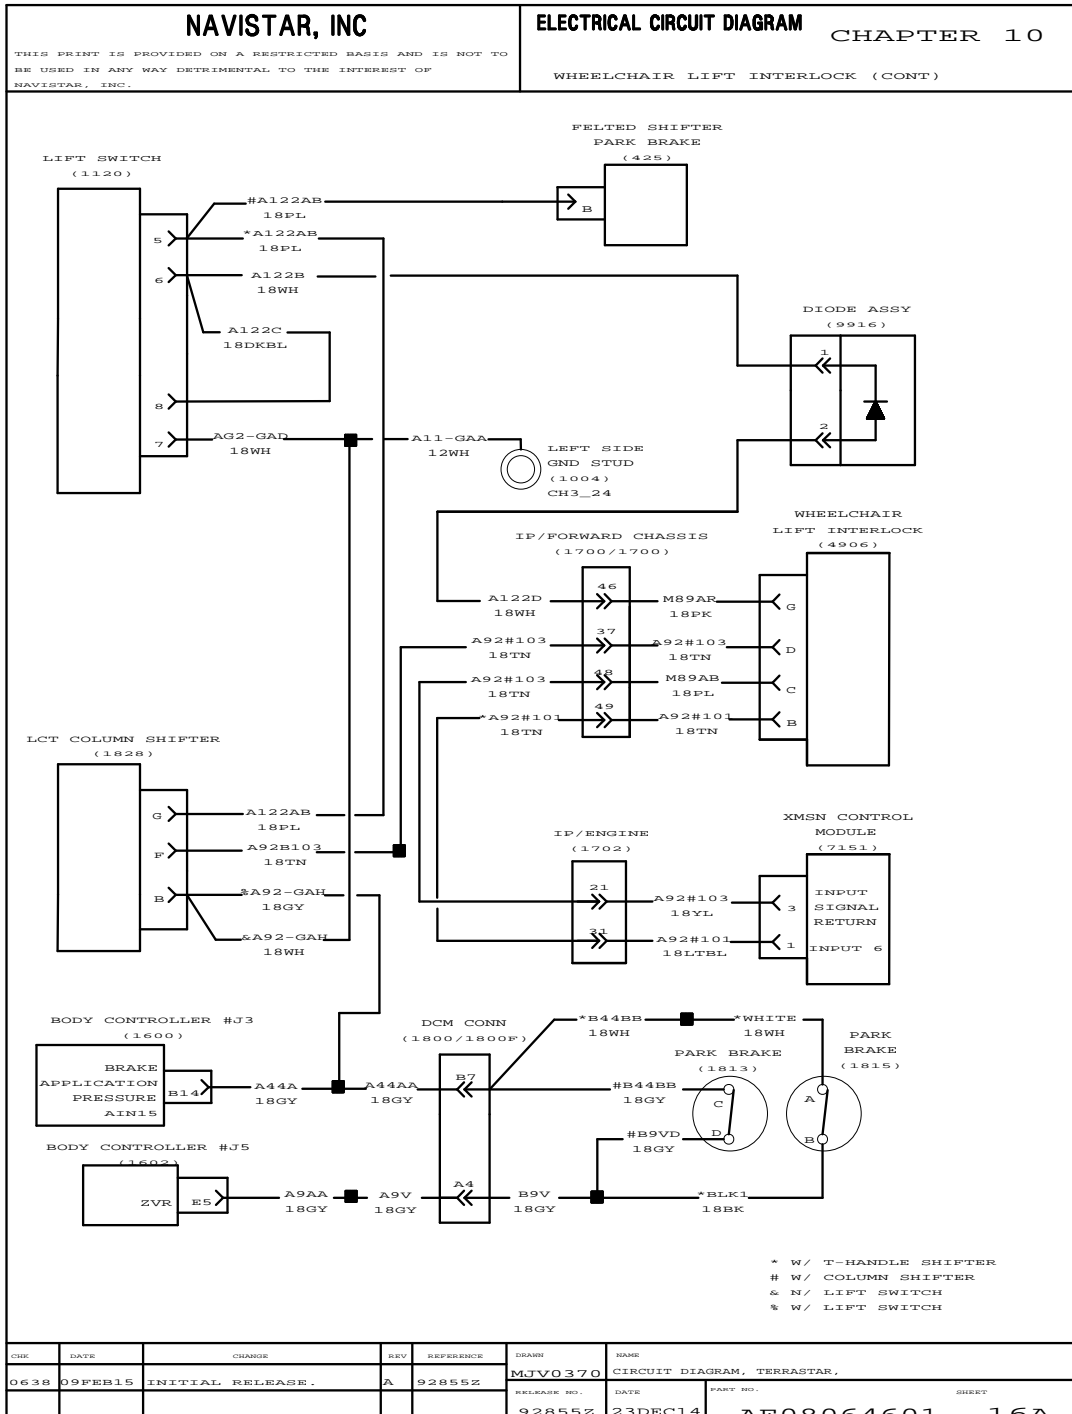 NAVISTAR, INC
THIS PRINT IS PROVIDED ON A RESTRICTED BASIS AND IS NOT TO
BE USED IN ANY WAY DETRIMENTAL TO THE INTEREST OF
NAVISTAR, INC.
ELECTRICAL CIRCUIT DIAGRAM
CHAPTER 10
WHEELCHAIR LIFT INTERLOCK (CONT)
FELTED SHIFTER
PARK BRAKE
(425)
B
LIFT SWITCH
(1120)
#A122AB
18PL
5
*A122AB
18PL
6
A122B
18WH
A122C
18DKBL
8
7
AG2-GAD
18WH
A11-GAA
12WH
LEFT SIDE
GND STUD
(1004)
CH3_24
DIODE ASSY
(9916)
1
2
IP/FORWARD CHASSIS
(1700/1700)
WHEELCHAIR
LIFT INTERLOCK
(4906)
A122D
18WH
46
M89AR
18PK
G
A92#103
18TN
37
A92#103
18TN
D
A92#103
18TN
48
M89AB
18PL
C
*A92#101
18TN
49
A92#101
18TN
B
LCT COLUMN SHIFTER
(1828)
G
A122AB
18PL
F
A92B103
18TN
B
%A92-GAH
18GY
&A92-GAH
18WH
IP/ENGINE
(1702)
XMSN CONTROL
MODULE
(7151)
21
A92#103
18YL
3
INPUT
SIGNAL
RETURN
31
A92#101
18LTBL
1
INPUT 6
BODY CONTROLLER #J3
(1600)
BRAKE
APPLICATION
PRESSURE
AIN15
B14
A44A
18GY
A44AA
18GY
DCM CONN
(1800/1800F)
B7
*B44BB
18WH
*WHITE
18WH
PARK BRAKE
(1813)
PARK
BRAKE
(1815)
#B44BB
18GY
C
D
A
B
#B9VD
18GY
BODY CONTROLLER #J5
(1602)
ZVR
E5
A9AA
18GY
A9V
18GY
A4
B9V
18GY
*BLK1
18BK
* W/ T-HANDLE SHIFTER
# W/ COLUMN SHIFTER
& N/ LIFT SWITCH
% W/ LIFT SWITCH
CHK DATE CHANGE REV REFERENCE
0638 09FEB15 INITIAL RELEASE. A 92855Z
DRAWN
MJV0370
NAME
CIRCUIT DIAGRAM, TERRASTAR,
RELEASE NO.
92855Z
DATE
23DEC14
PART NO.
AE08064601
SHEET
16A